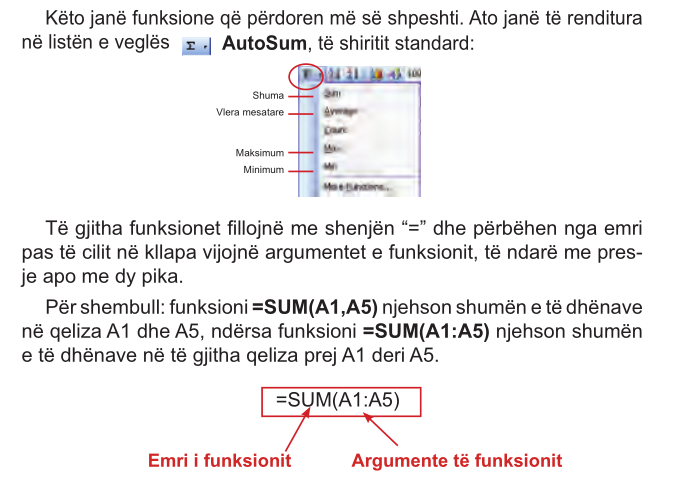 Këto janë funksione që përdoren më së shpeshti. Ato janë të renditura
në listën e veglës Σ AutoSum, të shiritit standard:
Shuma
Sum
Vlera mesatare
Average
Count
Maksimum
Minimum
Min
More Functions...
Të gjitha funksionet fillojnë me shenjën “=” dhe përbëhen nga emri
pas të cilit në kllapa vijojnë argumentet e funksionit, të ndarë me pres-
je apo me dy pika.
Për shembull: funksioni =SUM(A1,A5) njehson shumën e të dhënave
në qeliza A1 dhe A5, ndërsa funksioni =SUM(A1:A5) njehson shumën
e të dhënave në të gjitha qeliza prej A1 deri A5.
=SUM(A1:A5)
Emri i funksionit
Argumente të funksionit